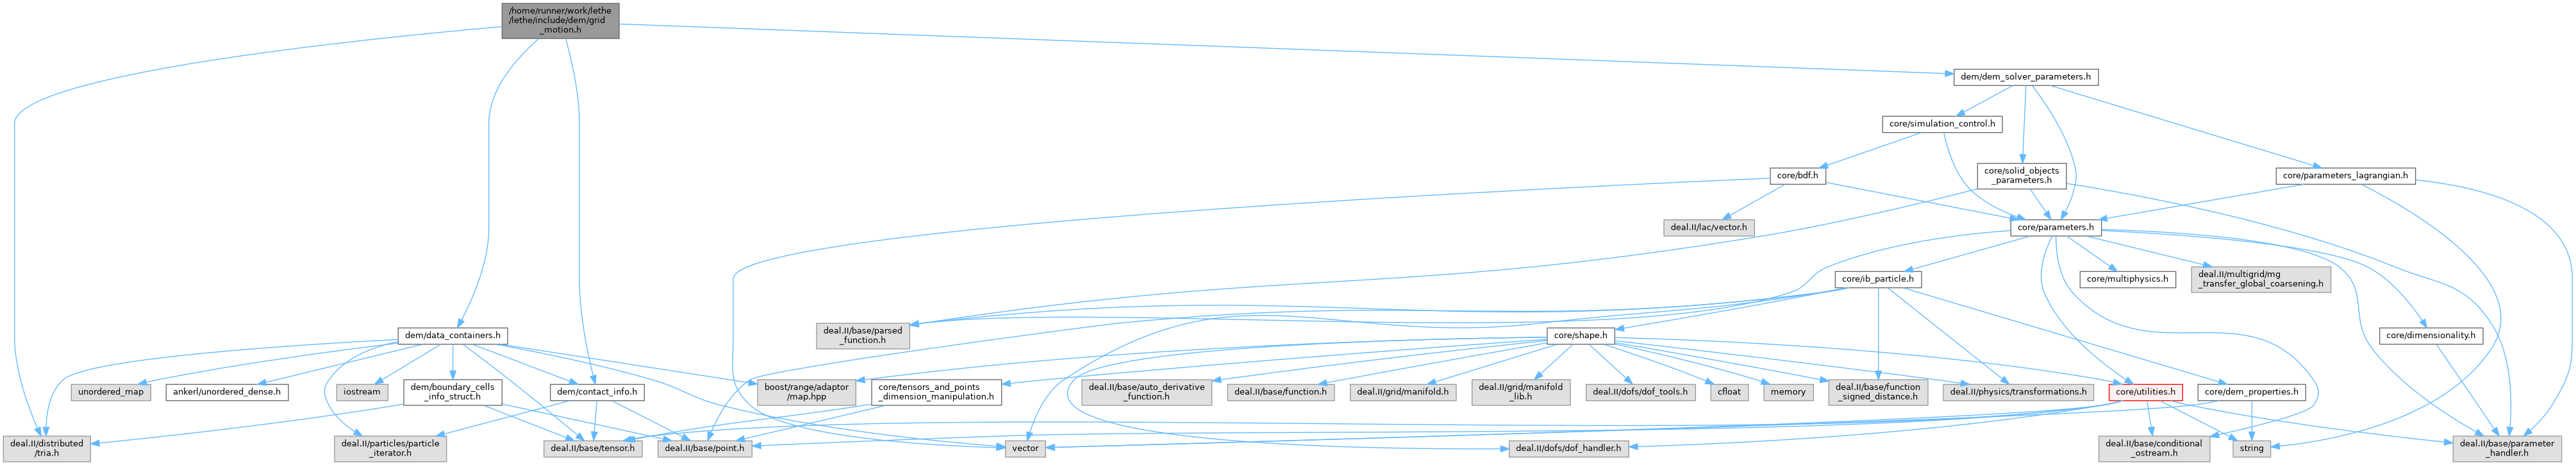 /home/runner/work/lethe
/lethe/include/dem/grid
_motion.h
dem/dem_solver_parameters.h
core/simulation_control.h
core/bdf.h
core/solid_objects
_parameters.h
core/parameters_lagrangian.h
deal.II/lac/vector.h
core/parameters.h
core/ib_particle.h
core/multiphysics.h
deal.II/multigrid/mg
_transfer_global_coarsening.h
dem/data_containers.h
deal.II/base/parsed
_function.h
core/shape.h
core/dimensionality.h
unordered_map
ankerl/unordered_dense.h
iostream
dem/boundary_cells
_info_struct.h
dem/contact_info.h
boost/range/adaptor
/map.hpp
core/tensors_and_points
_dimension_manipulation.h
deal.II/base/auto_derivative
_function.h
deal.II/base/function.h
deal.II/grid/manifold.h
deal.II/grid/manifold
_lib.h
deal.II/dofs/dof_tools.h
cfloat
memory
deal.II/base/function
_signed_distance.h
deal.II/physics/transformations.h
core/utilities.h
core/dem_properties.h
deal.II/distributed
/tria.h
deal.II/particles/particle
_iterator.h
deal.II/base/tensor.h
deal.II/base/point.h
vector
deal.II/dofs/dof_handler.h
deal.II/base/conditional
_ostream.h
string
deal.II/base/parameter
_handler.h